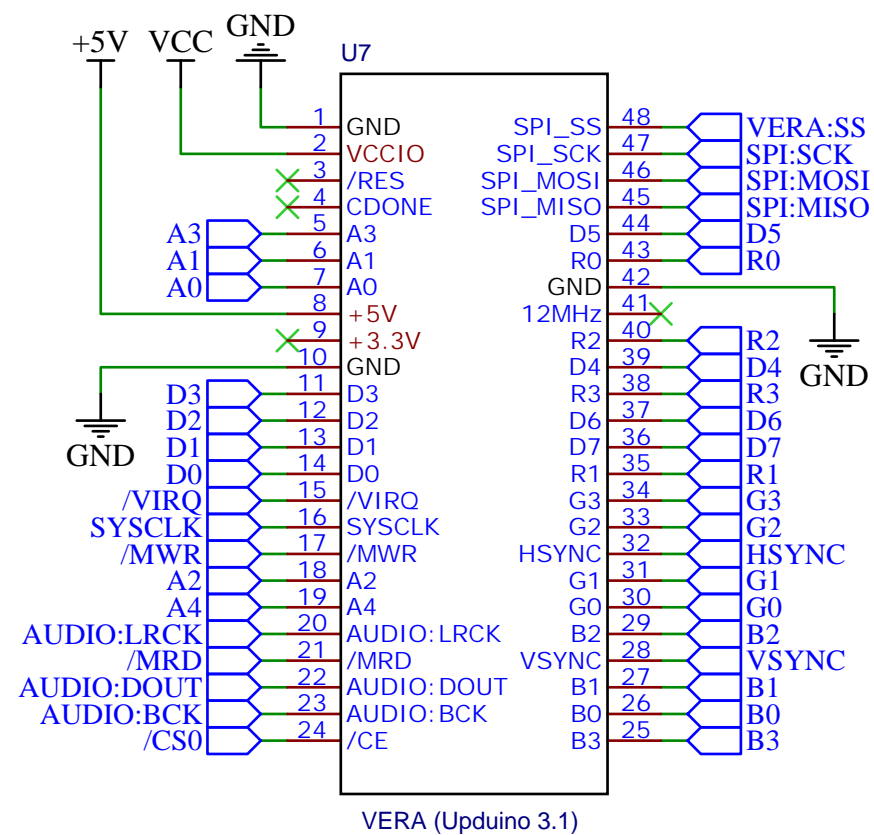 +5V VCC GND
U7
1 GND SPI_SS 48 VERA:SS
2 VCCIO SPI_SCK 47 SPI:SCK
3 /RES SPI_MOSI 46 SPI:MOSI
4 CDONE SPI_MISO 45 SPI:MISO
A3 5 A3 D5 44 D5
A1 6 A1 R0 43 R0
A0 7 A0 GND 42
8 +5V 12MHz 41
9 +3.3V R2 40 R2
10 GND D4 39 D4
GND
D3 11 D3 R3 38 R3
D2 12 D2 D6 37 D6
D1 13 D1 D7 36 D7
GND
D0 14 D0 R1 35 R1
/VIRQ 15 /VIRQ G3 34 G3
SYSCLK 16 SYSCLK G2 33 G2
/MWR 17 /MWR HSYNC 32 HSYNC
A2 18 A2 G1 31 G1
A4 19 A4 G0 30 G0
AUDIO:LRCK 20 AUDIO:LRCK B2 29 B2
/MRD 21 /MRD VSYNC 28 VSYNC
AUDIO:DOUT 22 AUDIO:DOUT B1 27 B1
AUDIO:BCK 23 AUDIO:BCK B0 26 B0
/CS0 24 /CE B3 25 B3
VERA (Upduino 3.1)